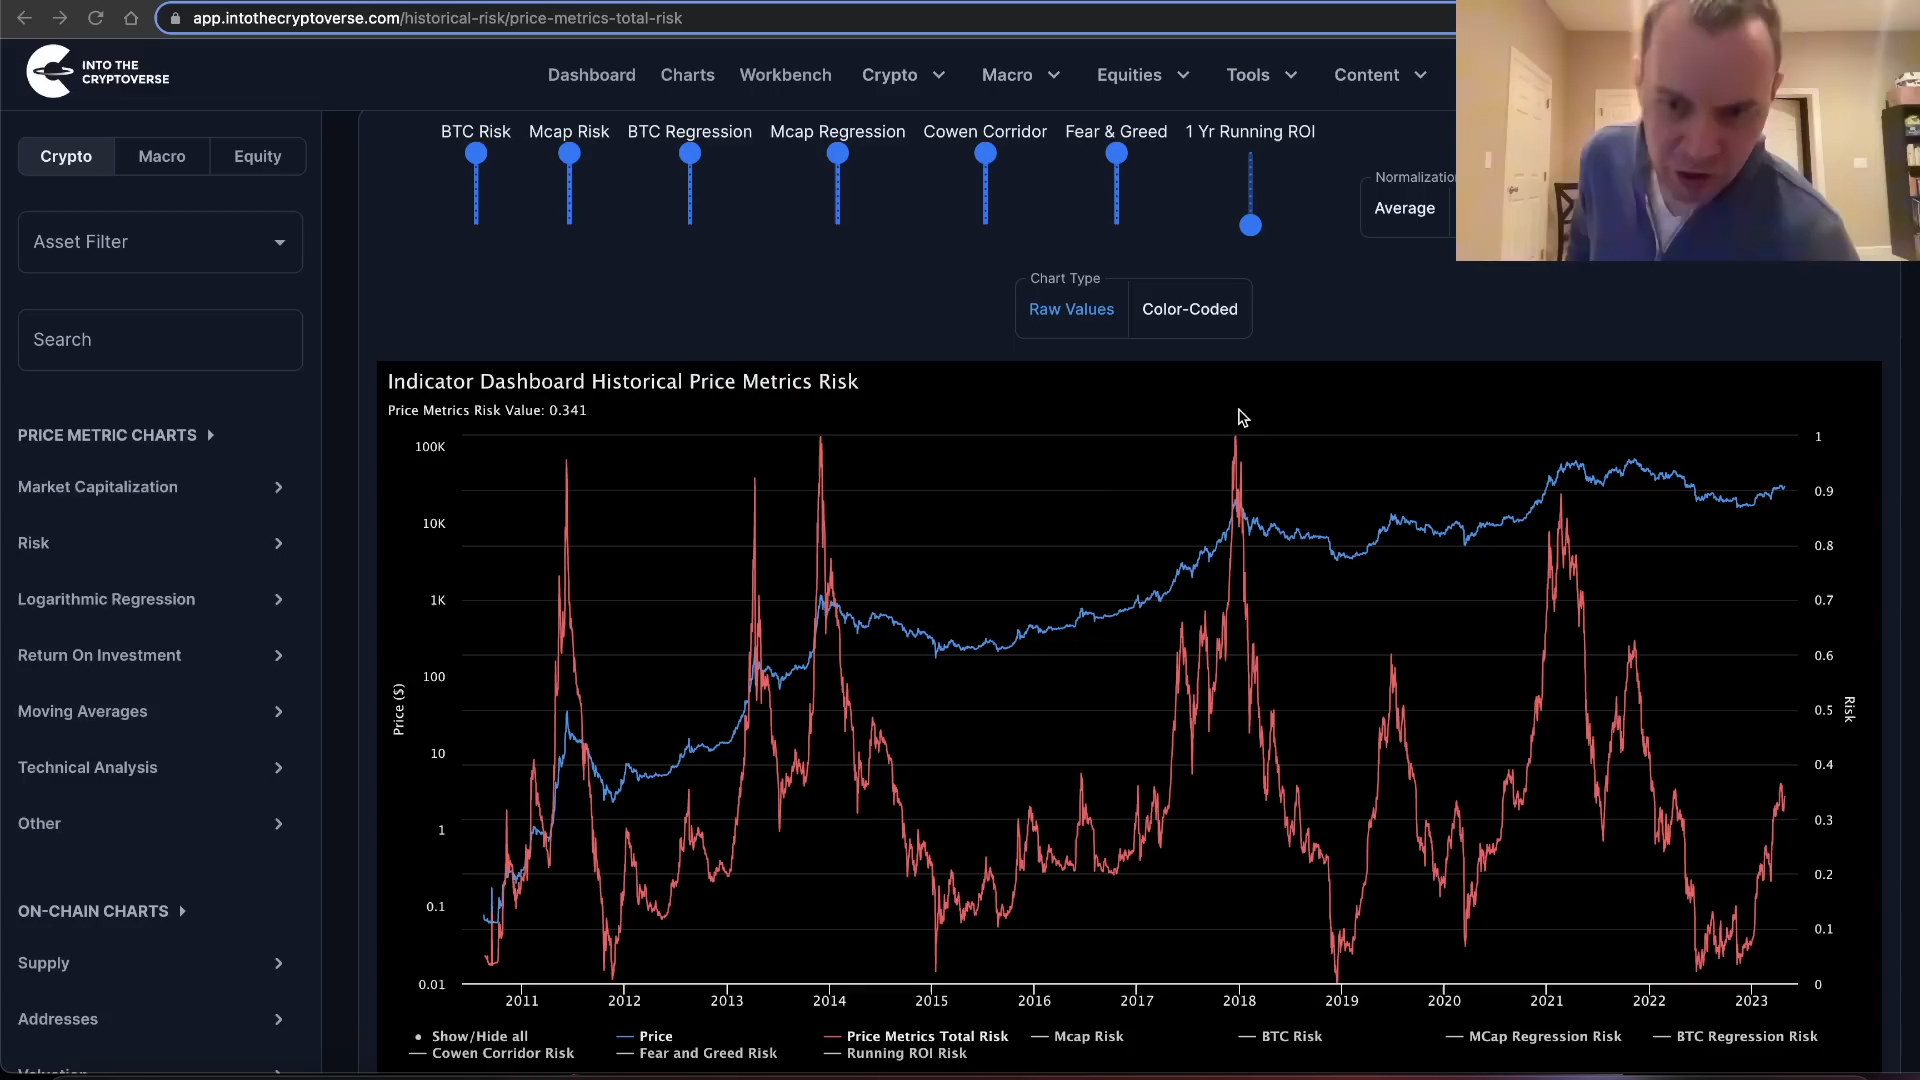 app.intothecryptoverse.com/historical-risk/price-metrics-total-risk
INTO THE
CRYPTOVERSE
Dashboard Charts Workbench Crypto Macro Equities Tools Content
Crypto Macro Equity
Asset Filter
Search
PRICE METRIC CHARTS
Market Capitalization
Risk
Logarithmic Regression
Return On Investment
Moving Averages
Technical Analysis
Other
ON-CHAIN CHARTS
Supply
Addresses
Valuation
BTC Risk Mcap Risk BTC Regression Mcap Regression Cowen Corridor Fear & Greed 1 Yr Running ROI
Normalization
Average
Chart Type
Raw Values Color-Coded
Indicator Dashboard Historical Price Metrics Risk
Price Metrics Risk Value: 0.341
100K
10K
1K
100
10
1
0.1
0.01
Price ($)
1
0.9
0.8
0.7
0.6
0.5
0.4
0.3
0.2
0.1
0
Risk
2011 2012 2013 2014 2015 2016 2017 2018 2019 2020 2021 2022 2023
Show/Hide all Price Price Metrics Total Risk Mcap Risk BTC Risk MCap Regression Risk BTC Regression Risk
Cowen Corridor Risk Fear and Greed Risk Running ROI Risk